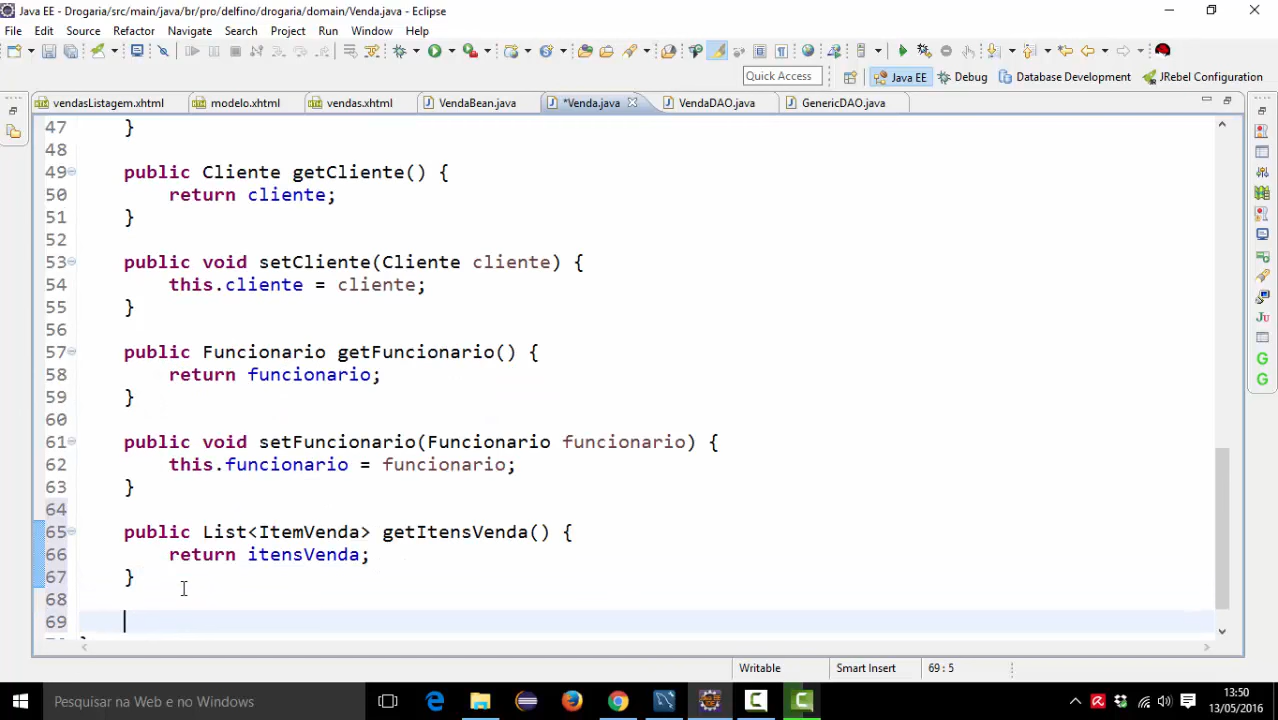 Java EE - Drogaria/src/main/java/br/pro/delfino/drogaria/domain/Venda.java - Eclipse
File Edit Source Refactor Navigate Search Project Run Window Help
Quick Access Java EE Debug Database Development JRebel Configuration
vendasListagem.xhtml modelo.xhtml vendas.xhtml VendaBean.java *Venda.java VendaDAO.java GenericDAO.java
47 }
48
49 public Cliente getCliente() {
50 return cliente;
51 }
52
53 public void setCliente(Cliente cliente) {
54 this.cliente = cliente;
55 }
56
57 public Funcionario getFuncionario() {
58 return funcionario;
59 }
60
61 public void setFuncionario(Funcionario funcionario) {
62 this.funcionario = funcionario;
63 }
64
65 public List<ItemVenda> getItensVenda() {
66 return itensVenda;
67 }
68
69
Writable Smart Insert 69 : 5
Pesquisar na Web e no Windows
13:50
13/05/2016